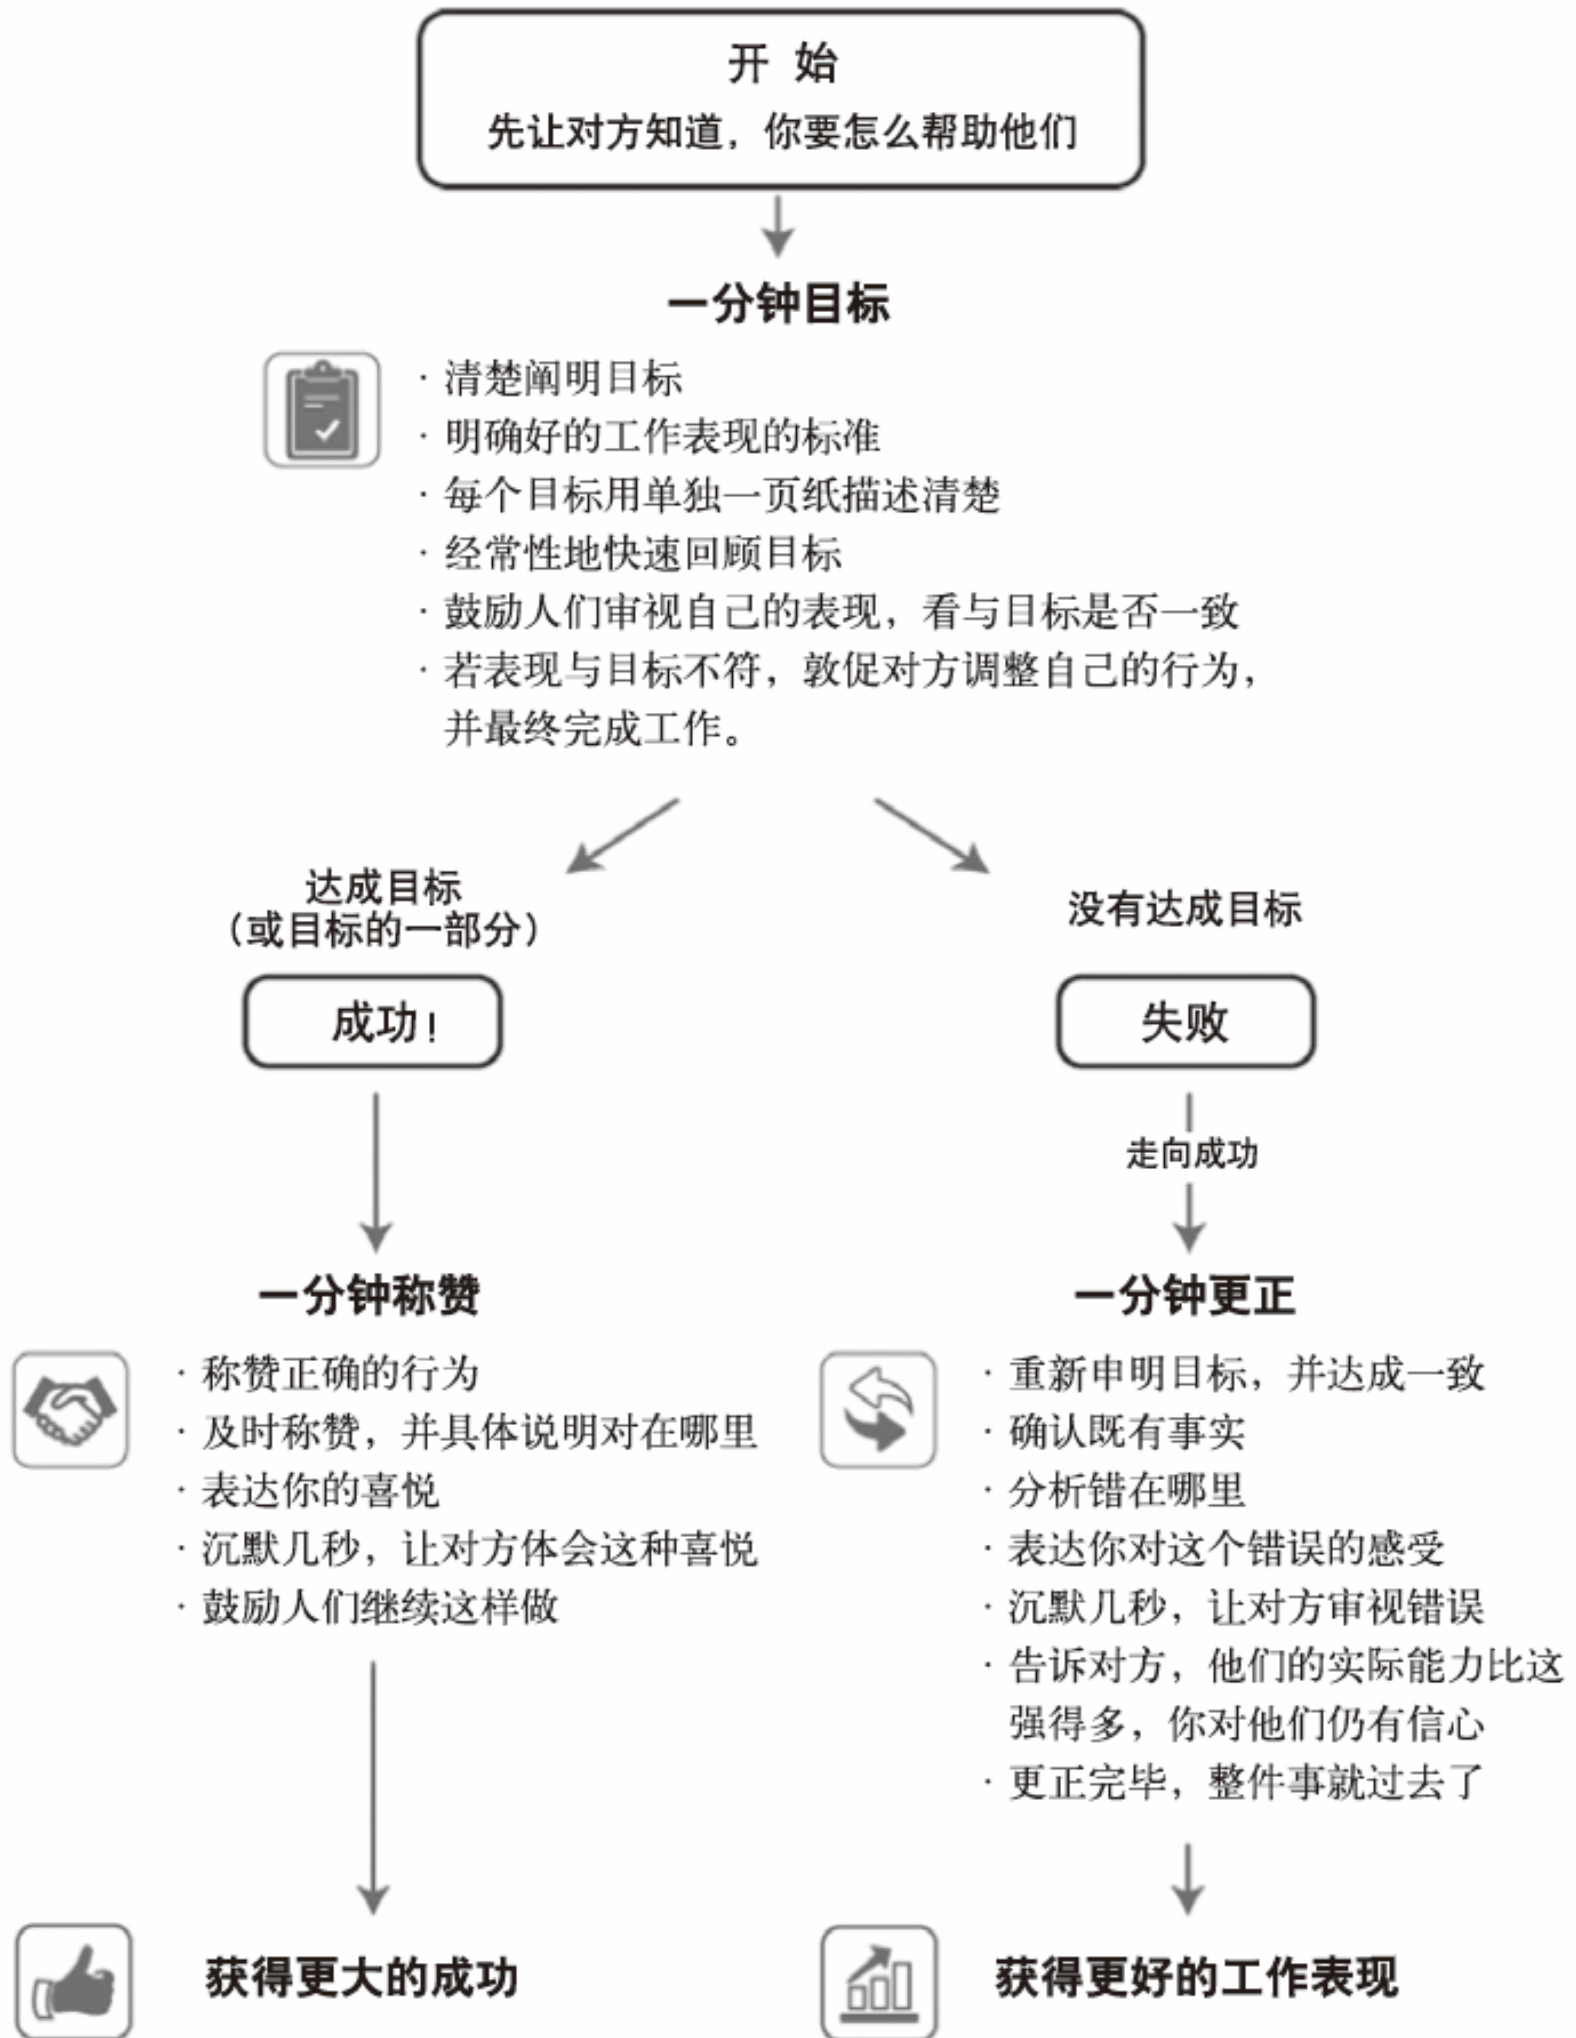 开 始
先让对方知道，你要怎么帮助他们
一分钟目标
· 清楚阐明目标
· 明确好的工作表现的标准
· 每个目标用单独一页纸描述清楚
· 经常性地快速回顾目标
· 鼓励人们审视自己的表现，看与目标是否一致
· 若表现与目标不符，敦促对方调整自己的行为，
并最终完成工作。
达成目标
（或目标的一部分）
成功！
一分钟称赞
· 称赞正确的行为
· 及时称赞，并具体说明对在哪里
· 表达你的喜悦
· 沉默几秒，让对方体会这种喜悦
· 鼓励人们继续这样做
获得更大的成功
没有达成目标
失败
走向成功
一分钟更正
· 重新申明目标，并达成一致
· 确认既有事实
· 分析错在哪里
· 表达你对这个错误的感受
· 沉默几秒，让对方审视错误
· 告诉对方，他们的实际能力比这
强得多，你对他们仍有信心
· 更正完毕，整件事就过去了
获得更好的工作表现